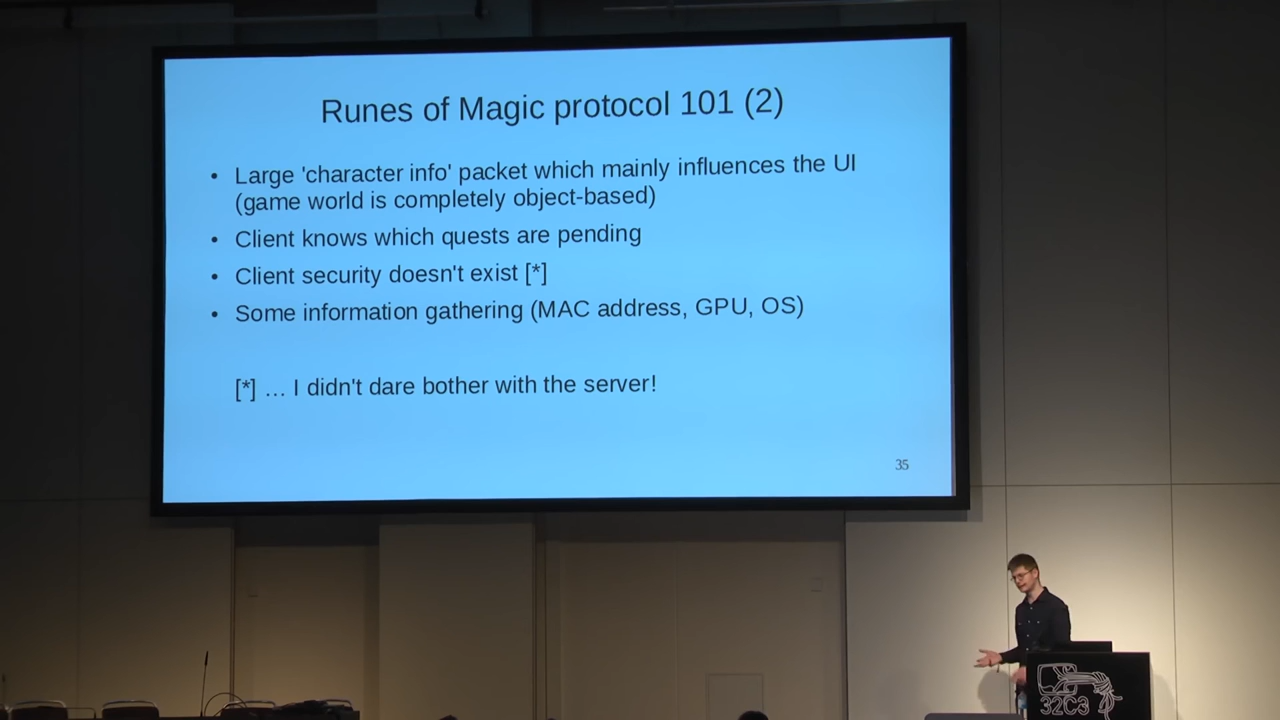 Runes of Magic protocol 101 (2)
• Large 'character info' packet which mainly influences the UI
(game world is completely object-based)
• Client knows which quests are pending
• Client security doesn't exist [*]
• Some information gathering (MAC address, GPU, OS)
[*] … I didn't dare bother with the server!
35
32C3